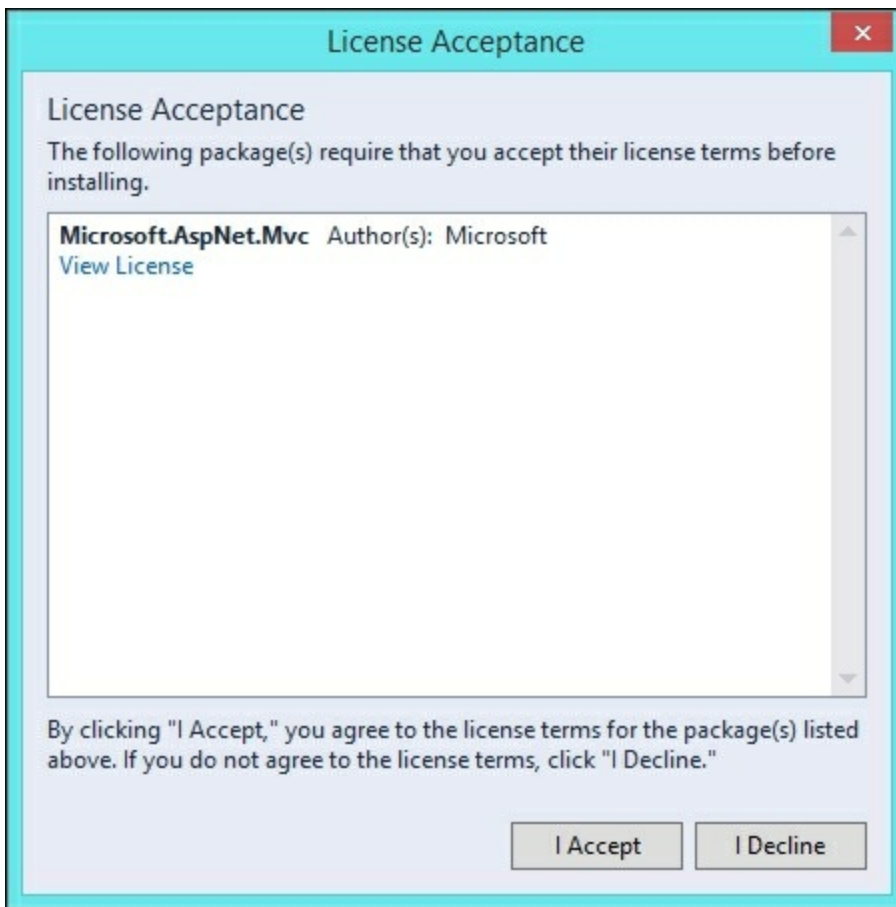 License Acceptance
License Acceptance
The following package(s) require that you accept their license terms before
installing.
Microsoft.AspNet.Mvc Author(s): Microsoft
View License
By clicking "I Accept," you agree to the license terms for the package(s) listed
above. If you do not agree to the license terms, click "I Decline."
I Accept I Decline